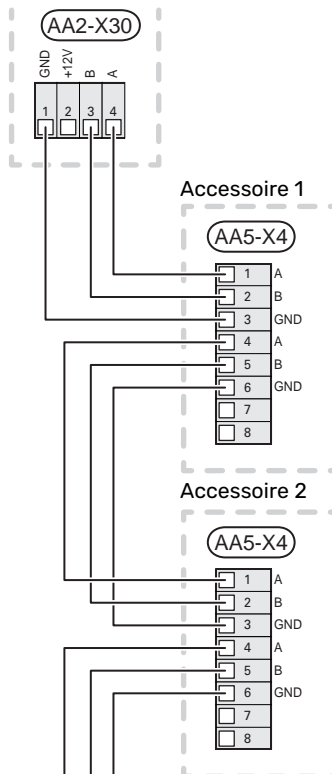 AA2-X30
GND +12V B A
1 2 3 4
Accessoire 1
AA5-X4
1 A
2 B
3 GND
4 A
5 B
6 GND
7
8
Accessoire 2
AA5-X4
1 A
2 B
3 GND
4 A
5 B
6 GND
7
8